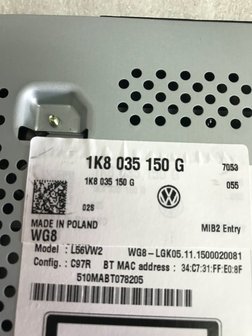 1K8 035 150 G
7053
1K8 035 150 G
055
026
MADE IN POLAND
WG8
MIB2 Entry
Model : L56VW2 WG8-LGK05.11.1500020081
Config. : C97R BT MAC address : 34:C7:31:FF:E0:8F
510MABT078205